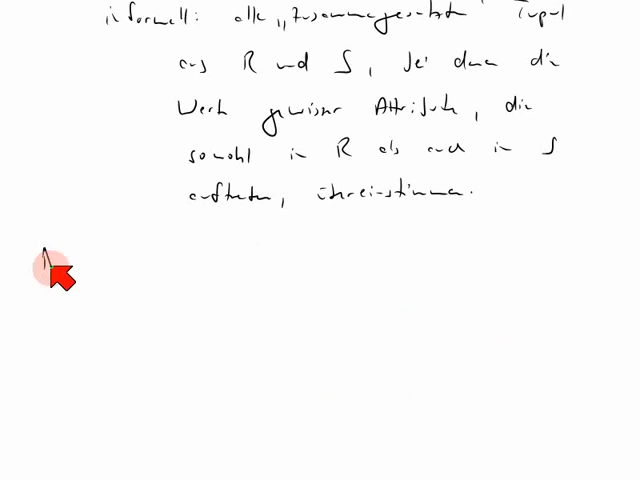 informell: alle „zusammengesetzten“ Tupel
aus R und S, bei denen die
Werte gewisser Attribute, die
sowohl in R als auch in S
auftreten, übereinstimmen.